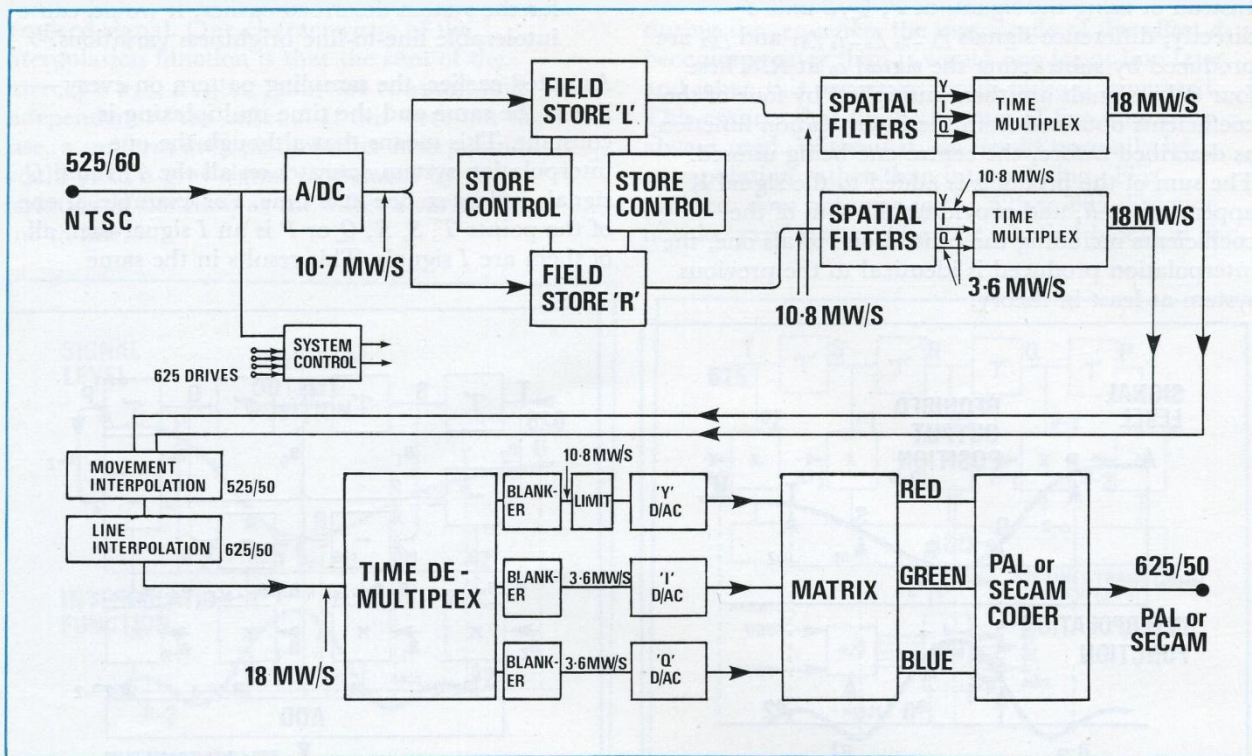 525/60
NTSC
A/DC
10·7 MW/S
FIELD
STORE 'L'
STORE
CONTROL
STORE
CONTROL
FIELD
STORE 'R'
SPATIAL
FILTERS
Y
I
Q
TIME
MULTIPLEX
18 MW/S
10·8 MW/S
SPATIAL
FILTERS
Y
I
Q
TIME
MULTIPLEX
18 MW/S
3·6 MW/S
10·8 MW/S
SYSTEM
CONTROL
625 DRIVES
MOVEMENT
INTERPOLATION
525/50
LINE
INTERPOLATION
625/50
18 MW/S
TIME DE-
MULTIPLEX
BLANK-
ER
10·8 MW/S
LIMIT
'Y'
D/AC
BLANK-
ER
3·6MW/S
'I'
D/AC
BLANK-
ER
3·6MW/S
'Q'
D/AC
MATRIX
RED
GREEN
BLUE
PAL or
SECAM
CODER
625/50
PAL or
SECAM